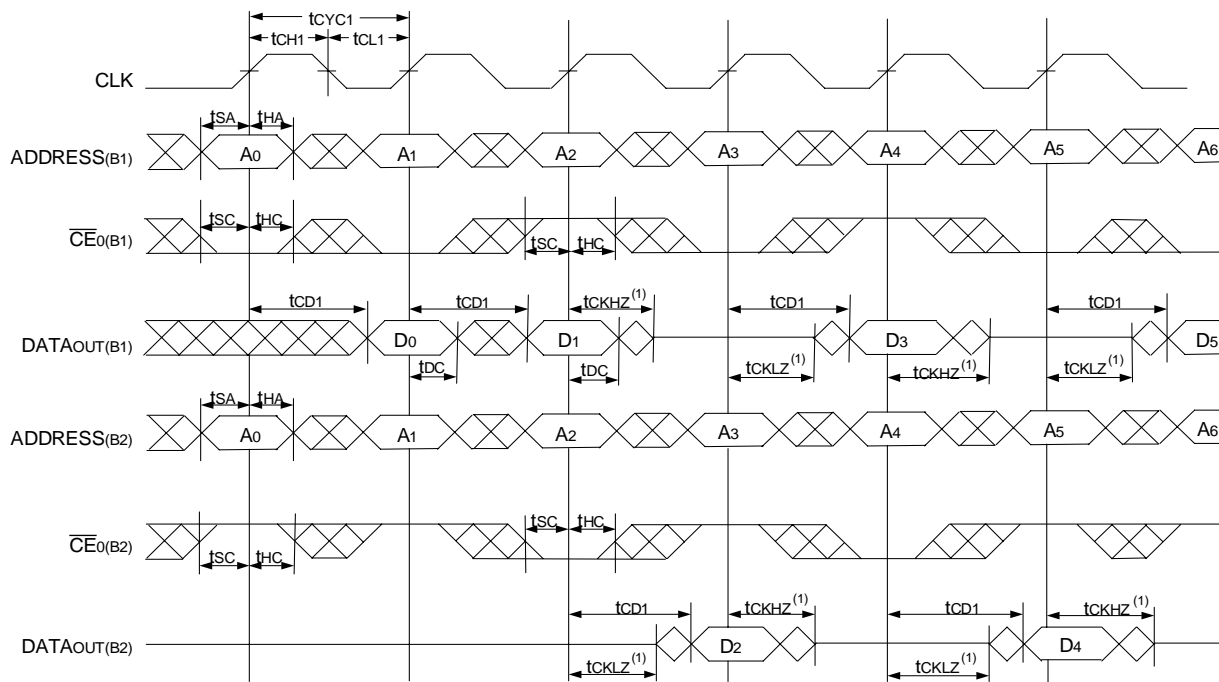 tCYC1
tCH1 tCL1
CLK
tSA tHA
ADDRESS(B1) A0 A1 A2 A3 A4 A5 A6
tSC tHC
CE0(B1) tSC tHC
tCD1 tCD1 tCKHZ(1) tCD1 tCD1
DATAOUT(B1) D0 D1 D3 D5
tDC tDC tCKLZ(1) tCKHZ(1) tCKLZ(1)
tSA tHA
ADDRESS(B2) A0 A1 A2 A3 A4 A5 A6
tSC tHC
CE0(B2) tSC tHC
tCD1 tCKHZ(1) tCD1 tCKHZ(1)
DATAOUT(B2) D2 D4
tCKLZ(1) tCKLZ(1)